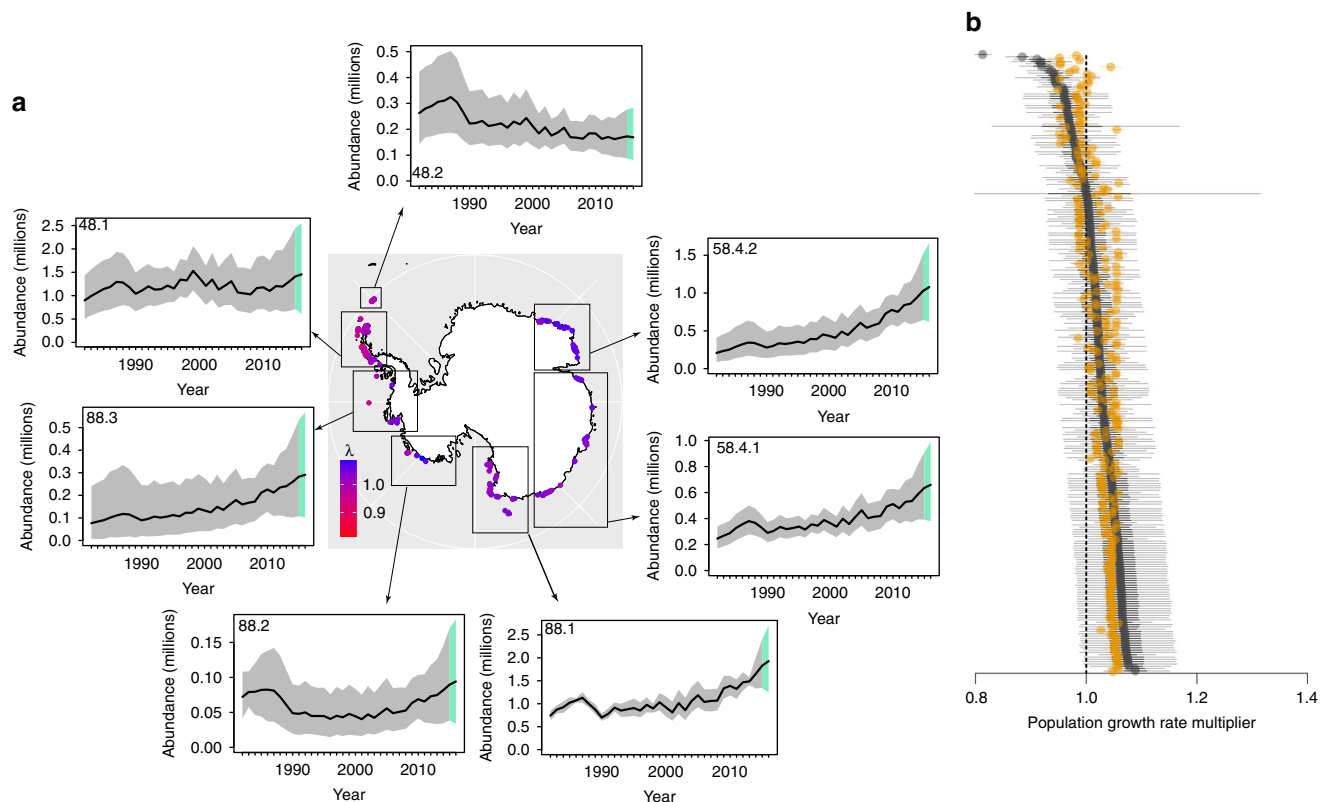 b
a
Abundance (millions)
0.5
0.4
0.3
0.2
0.1
0.0
48.2
1990 2000 2010
Year
48.1
Abundance (millions)
2.5
2.0
1.5
1.0
0.5
0.0
1990 2000 2010
Year
58.4.2
Abundance (millions)
1.5
1.0
0.5
0.0
1990 2000 2010
Year
88.3
Abundance (millions)
0.5
0.4
0.3
0.2
0.1
0.0
1990 2000 2010
Year
λ
1.0
0.9
58.4.1
Abundance (millions)
1.0
0.8
0.6
0.4
0.2
0.0
1990 2000 2010
Year
88.2
Abundance (millions)
0.15
0.10
0.05
0.00
1990 2000 2010
Year
88.1
Abundance (millions)
2.5
2.0
1.5
1.0
0.5
0.0
1990 2000 2010
Year
0.8 1.0 1.2 1.4
Population growth rate multiplier